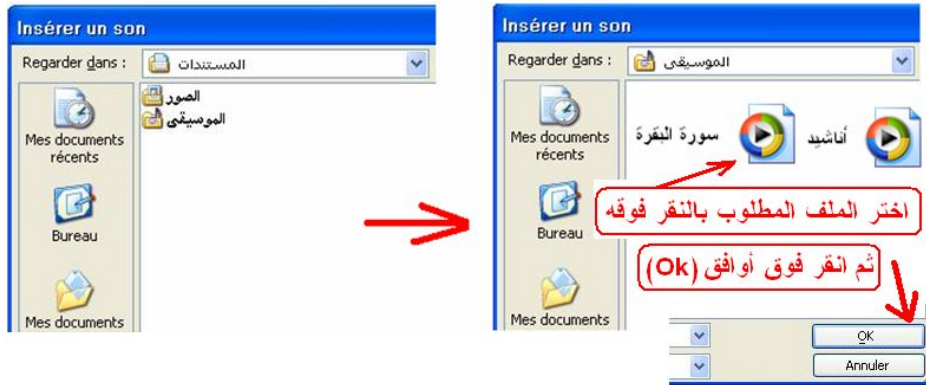 Insérer un son
Regarder dans :
المستندات
الصور
الموسيقى
Mes documents
récents
Bureau
Mes documents
Insérer un son
Regarder dans :
الموسيقى
Mes documents
récents
أناشيد
سورة البقرة
اختر الملف المطلوب بالنقر فوقه
Bureau
ثم انقر فوق أوافق (Ok)
Mes documents
OK
Annuler